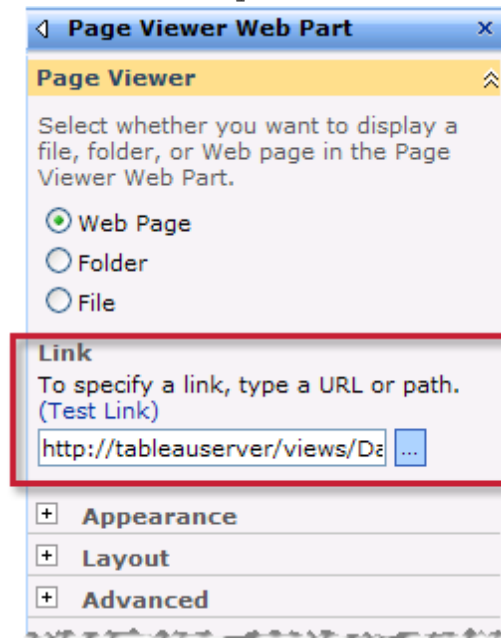 Page Viewer Web Part
Page Viewer
Select whether you want to display a
file, folder, or Web page in the Page
Viewer Web Part.
Web Page
Folder
File
Link
To specify a link, type a URL or path.
(Test Link)
http://tableauserver/views/Da
...
Appearance
Layout
Advanced